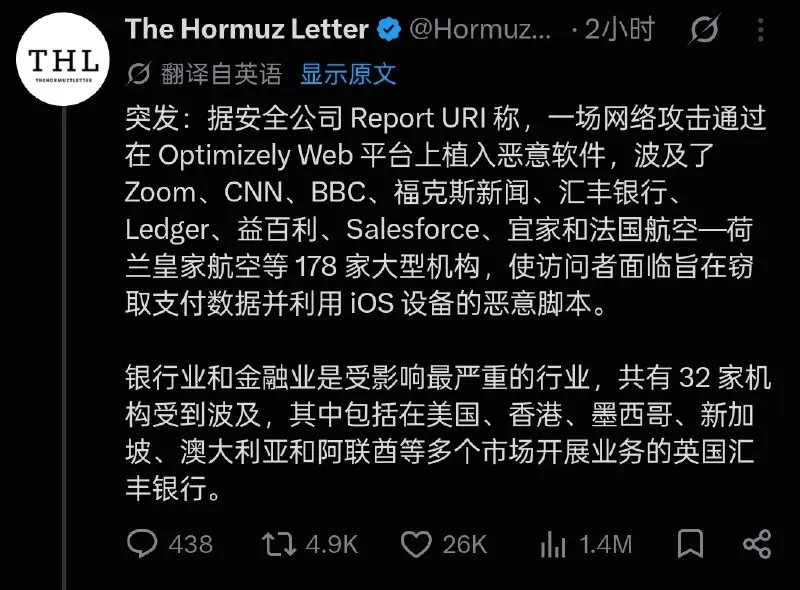 THL
THEHORMUZLETTER
The Hormuz Letter @Hormuz... · 2小时
翻译自英语 显示原文
突发：据安全公司 Report URI 称，一场网络攻击通过
在 Optimizely Web 平台上植入恶意软件，波及了
Zoom、CNN、BBC、福克斯新闻、汇丰银行、
Ledger、益百利、Salesforce、宜家和法国航空—荷
兰皇家航空等 178 家大型机构，使访问者面临旨在窃
取支付数据并利用 iOS 设备的恶意脚本。
银行业和金融业是受影响最严重的行业，共有 32 家机
构受到波及，其中包括在美国、香港、墨西哥、新加
坡、澳大利亚和阿联酋等多个市场开展业务的英国汇
丰银行。
438 4.9K 26K 1.4M